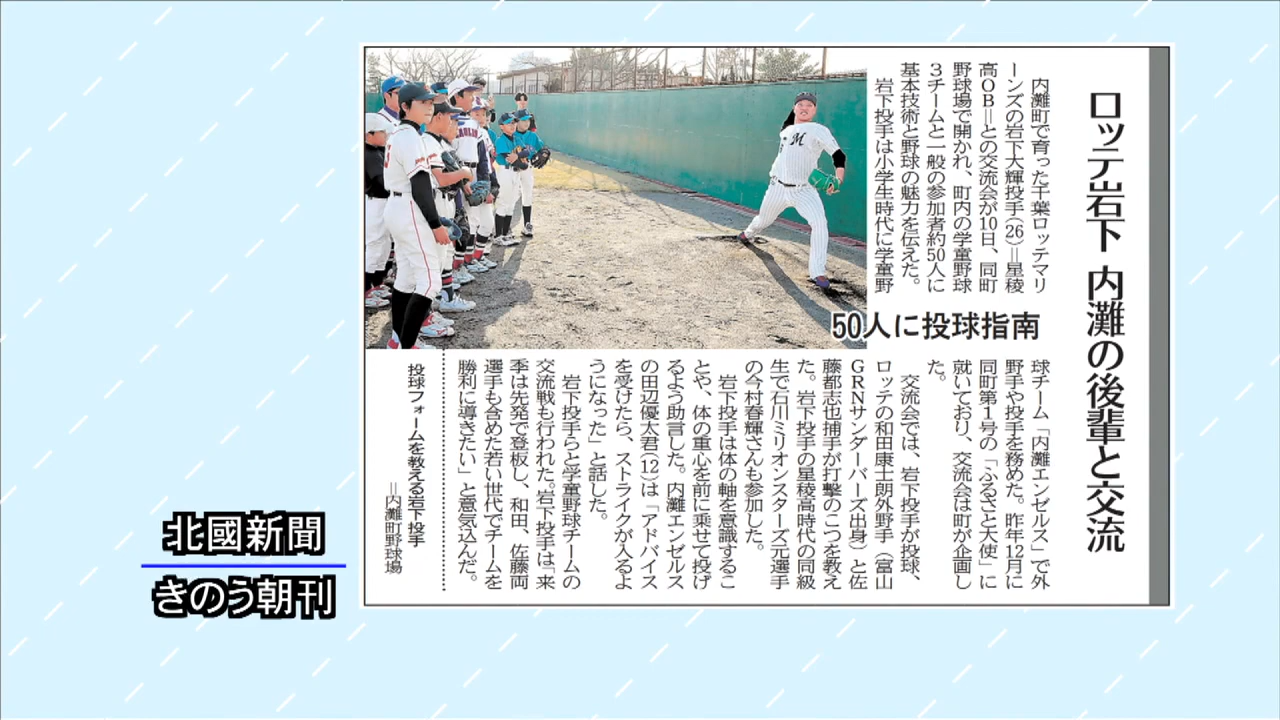 ロッテ岩下 内灘の後輩と交流
50人に投球指南
内灘町で育った千葉ロッテマリ
ーンズの岩下大輝投手(26)＝星稜
高OB＝との交流会が10日、同町
野球場で開かれ、町内の学童野球
3チームと一般の参加者約50人に
基本技術と野球の魅力を伝えた。
岩下投手は小学生時代に学童野
球チーム「内灘エンゼルス」で外
野手や投手を務めた。昨年12月に
同町第1号の「ふるさと大使」に
就いており、交流会は町が企画し
た。
交流会では、岩下投手が投球、
ロッテの和田康士朗外野手（富山
GRNサンダーバーズ出身）と佐
藤都志也捕手が打撃のこつを教え
た。岩下投手の星稜高時代の同級
生で石川ミリオンスターズ元選手
の今村春輝さんも参加した。
岩下投手は体の軸を意識するこ
とや、体の重心を前に乗せて投げ
るよう助言した。内灘エンゼルス
の田辺優太君(12)は「アドバイス
を受けたら、ストライクが入るよ
うになった」と話した。
岩下投手らと学童野球チームの
交流戦も行われた。岩下投手は「来
季は先発で登板し、和田、佐藤両
選手も含めた若い世代でチームを
勝利に導きたい」と意気込んだ。
投球フォームを教える岩下投手
＝内灘町野球場
北國新聞
きのう朝刊